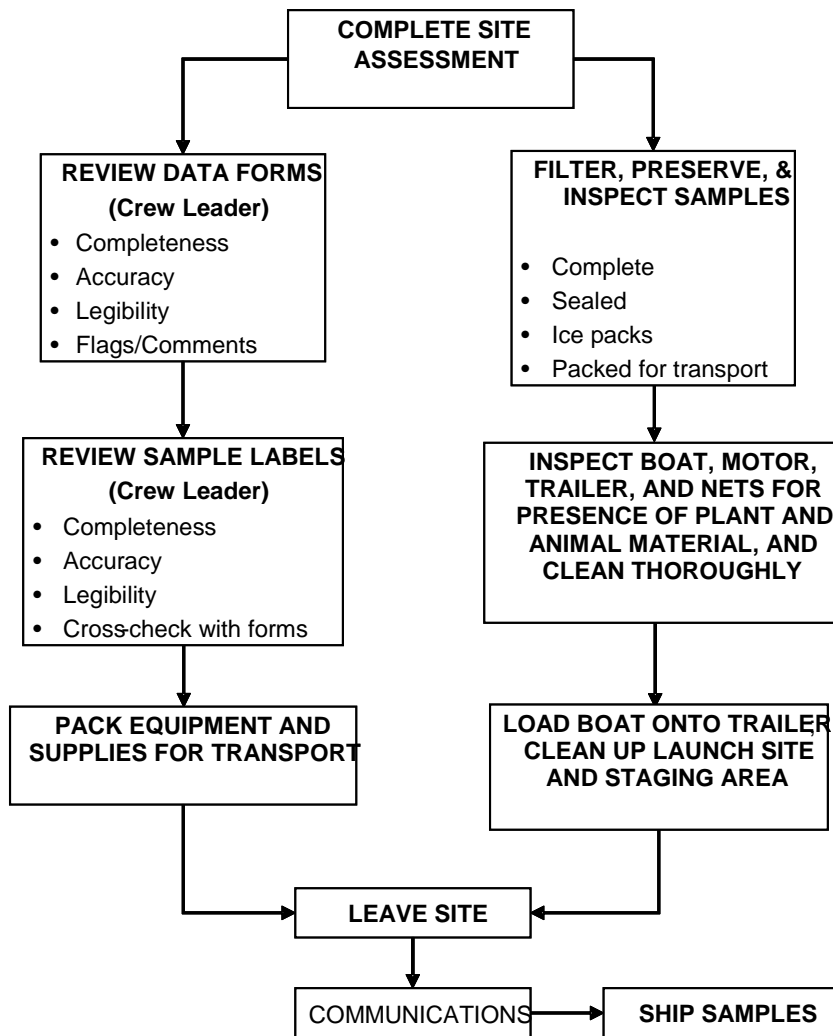 COMPLETE SITE
ASSESSMENT
REVIEW DATA FORMS
(Crew Leader)
• Completeness
• Accuracy
• Legibility
• Flags/Comments
FILTER, PRESERVE, &
INSPECT SAMPLES
• Complete
• Sealed
• Ice packs
• Packed for transport
REVIEW SAMPLE LABELS
(Crew Leader)
• Completeness
• Accuracy
• Legibility
• Cross-check with forms
INSPECT BOAT, MOTOR,
TRAILER, AND NETS FOR
PRESENCE OF PLANT AND
ANIMAL MATERIAL, AND
CLEAN THOROUGHLY
PACK EQUIPMENT AND
SUPPLIES FOR TRANSPORT
LOAD BOAT ONTO TRAILER,
CLEAN UP LAUNCH SITE
AND STAGING AREA
LEAVE SITE
COMMUNICATIONS
SHIP SAMPLES